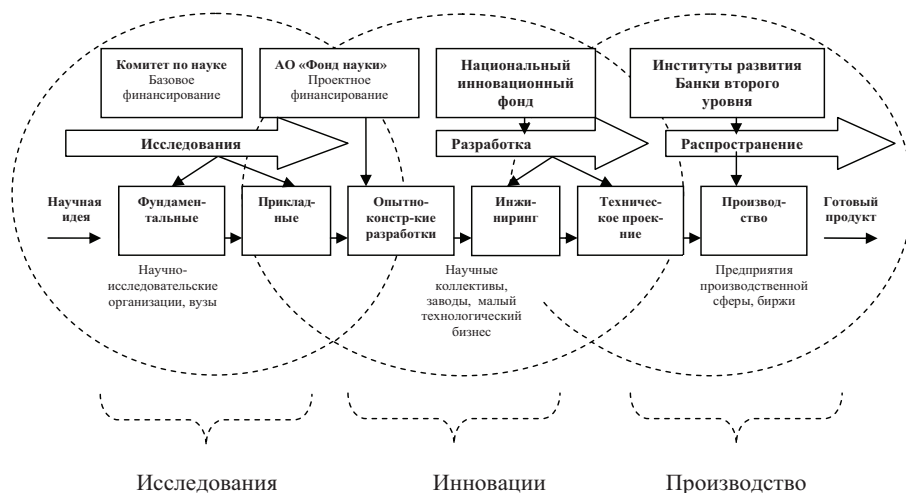 Комитет по науке
Базовое
финансирование
АО «Фонд науки»
Проектное
финансирование
Национальный
инновационный
фонд
Институты развития
Банки второго
уровня
Исследования
Разработка
Распространение
Научная
идея
Фундамен-
тальные
Приклад-
ные
Опытно-
констр-кие
разработки
Инжи-
ниринг
Техничес-
кое проек-
ние
Производ-
ство
Готовый
продукт
Научно-
исследовательские
организации, вузы
Научные
коллективы,
заводы, малый
технологический
бизнес
Предприятия
производственной
сферы, биржи
Исследования
Инновации
Производство